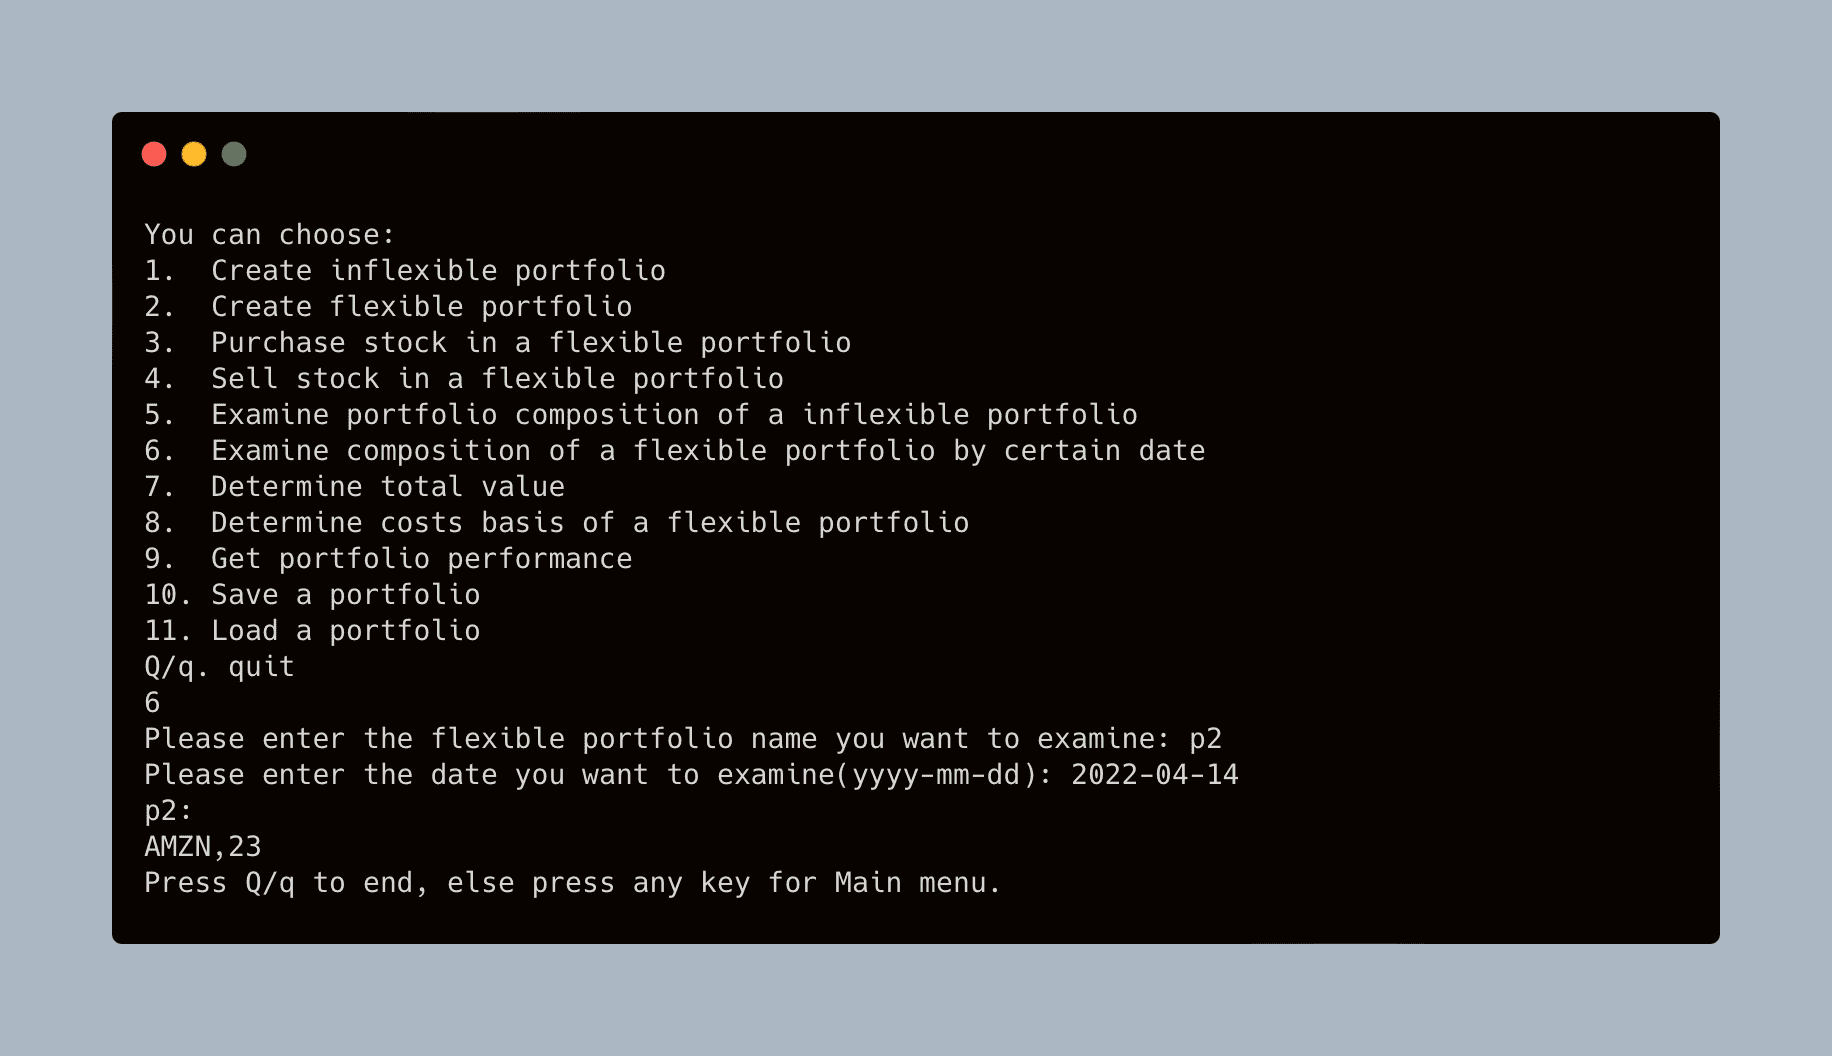 You can choose:
1.  Create inflexible portfolio
2.  Create flexible portfolio
3.  Purchase stock in a flexible portfolio
4.  Sell stock in a flexible portfolio
5.  Examine portfolio composition of a inflexible portfolio
6.  Examine composition of a flexible portfolio by certain date
7.  Determine total value
8.  Determine costs basis of a flexible portfolio
9.  Get portfolio performance
10. Save a portfolio
11. Load a portfolio
Q/q. quit
6
Please enter the flexible portfolio name you want to examine: p2
Please enter the date you want to examine(yyyy-mm-dd): 2022-04-14
p2:
AMZN,23
Press Q/q to end, else press any key for Main menu.